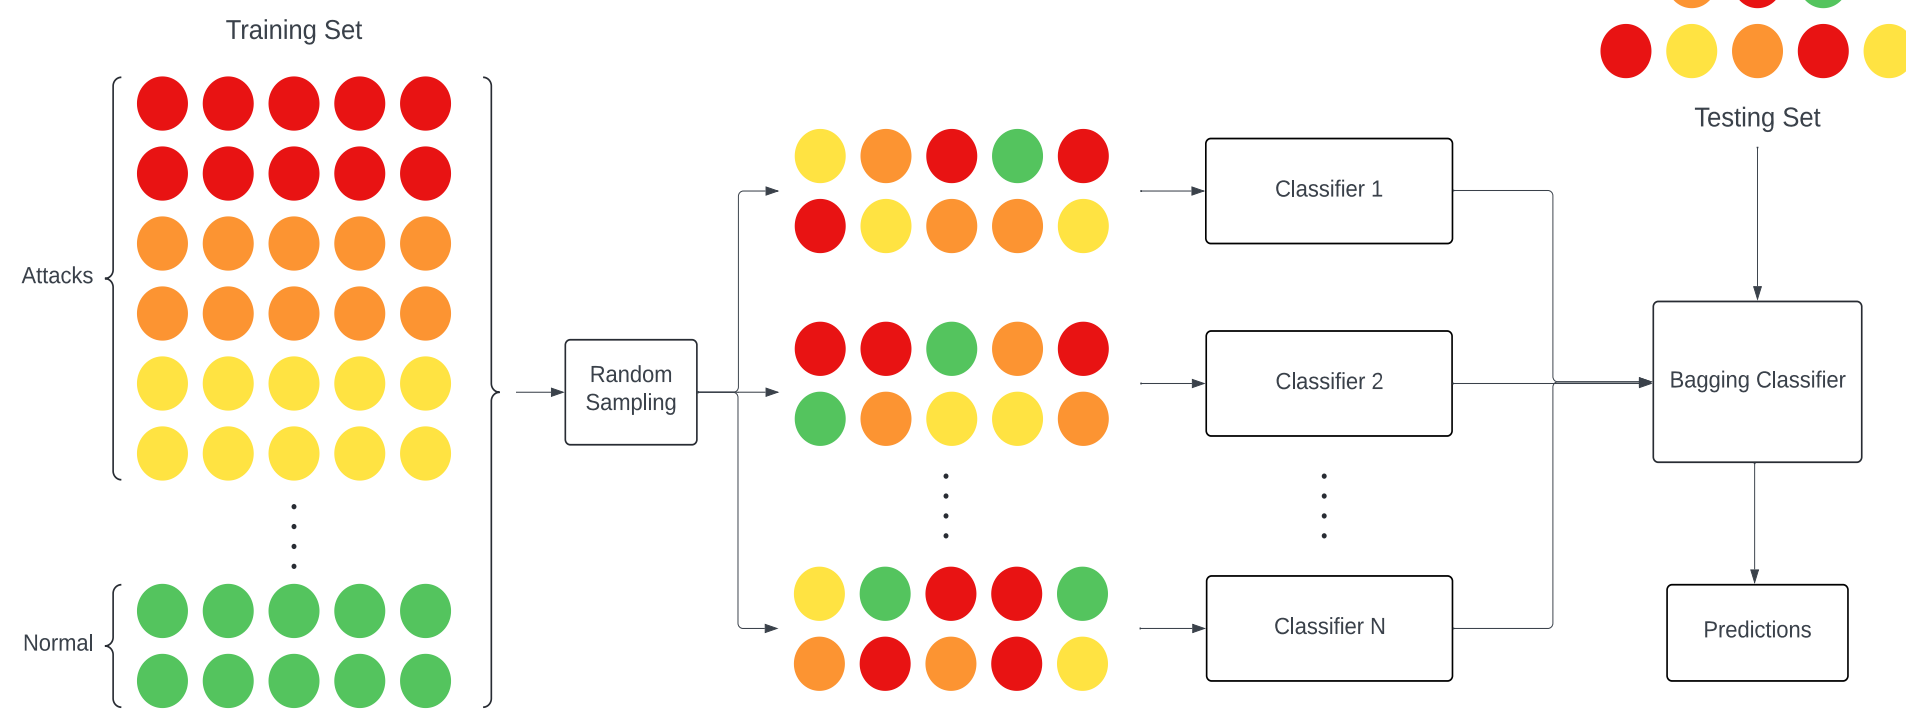 Training Set
Testing Set
Attacks
Normal
Random
Sampling
Classifier 1
Classifier 2
Classifier N
Bagging Classifier
Predictions